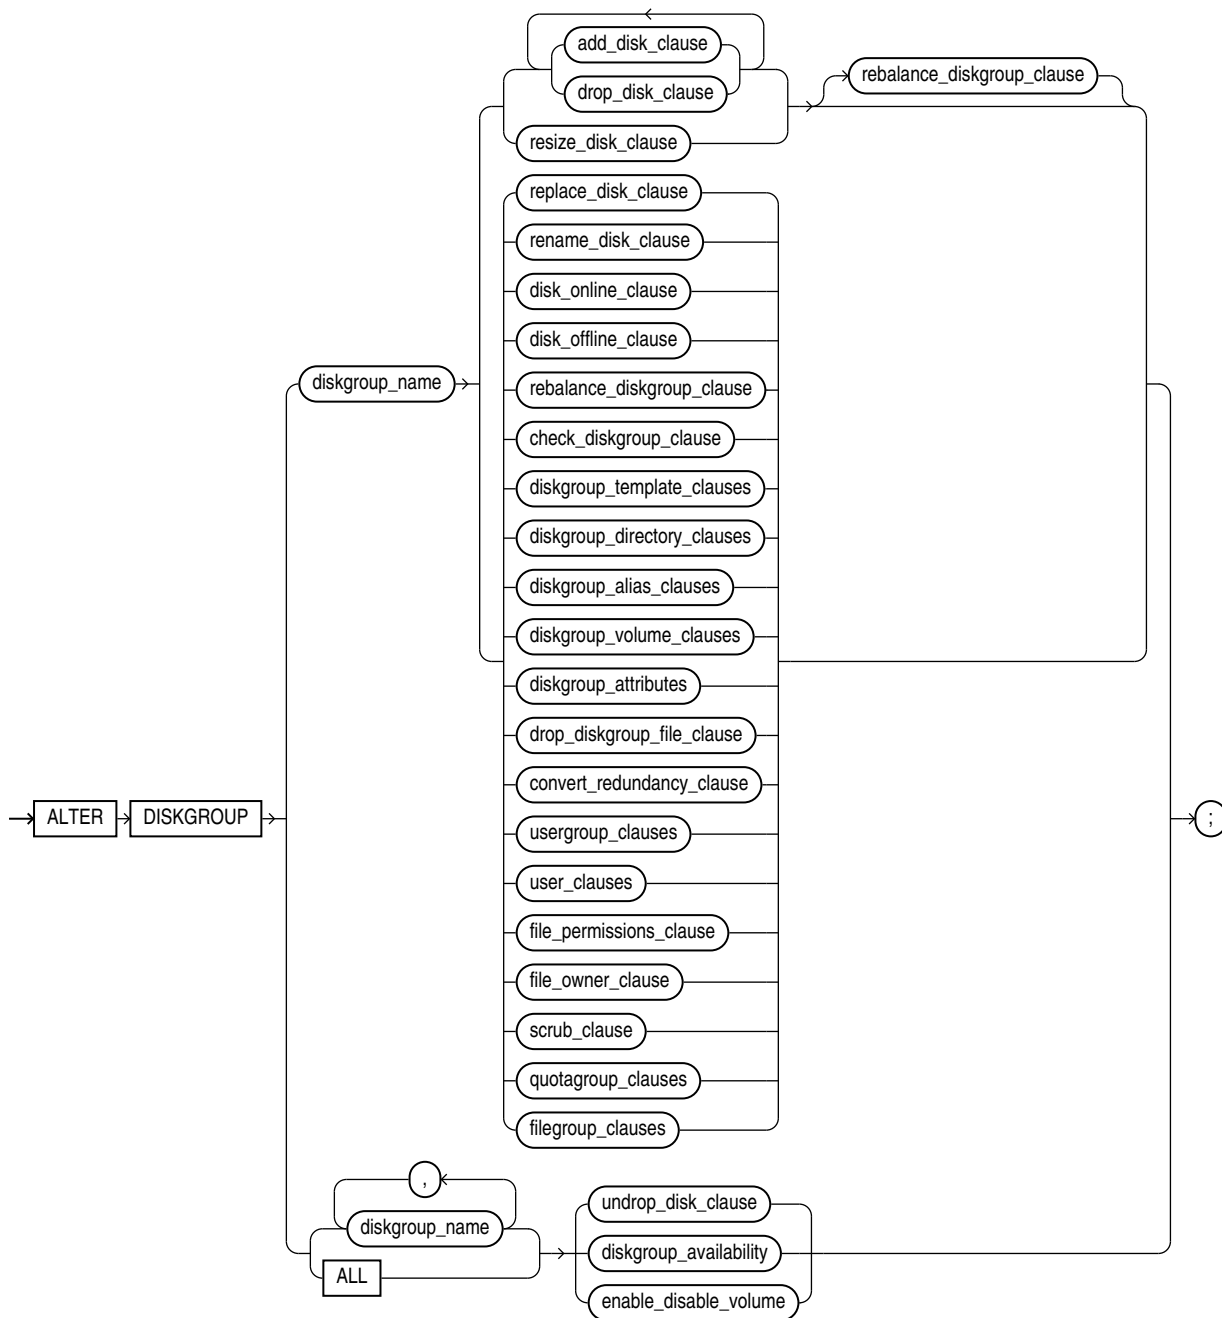 add_disk_clause
drop_disk_clause
rebalance_diskgroup_clause
resize_disk_clause
replace_disk_clause
rename_disk_clause
disk_online_clause
disk_offline_clause
diskgroup_name
rebalance_diskgroup_clause
check_diskgroup_clause
diskgroup_template_clauses
diskgroup_directory_clauses
diskgroup_alias_clauses
diskgroup_volume_clauses
diskgroup_attributes
drop_diskgroup_file_clause
convert_redundancy_clause
ALTER DISKGROUP ;
usergroup_clauses
user_clauses
file_permissions_clause
file_owner_clause
scrub_clause
quotagroup_clauses
filegroup_clauses
,
diskgroup_name
ALL
undrop_disk_clause
diskgroup_availability
enable_disable_volume